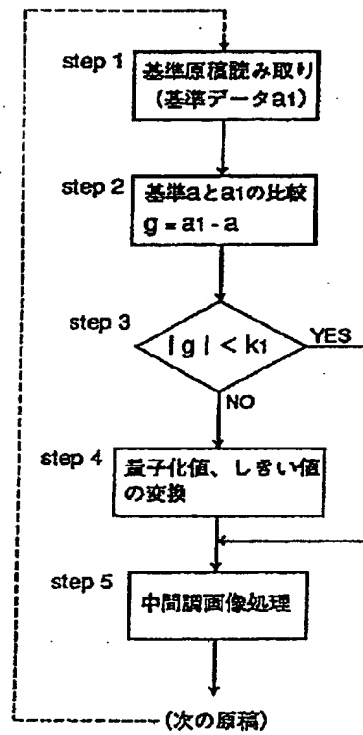 step 1
基準原稿読み取り
(基準データa1)
step 2
基準aとa1の比較
g = a1 - a
step 3
| g | < k1
YES
NO
step 4
量子化値、しきい値
の変換
step 5
中間調画像処理
(次の原稿)